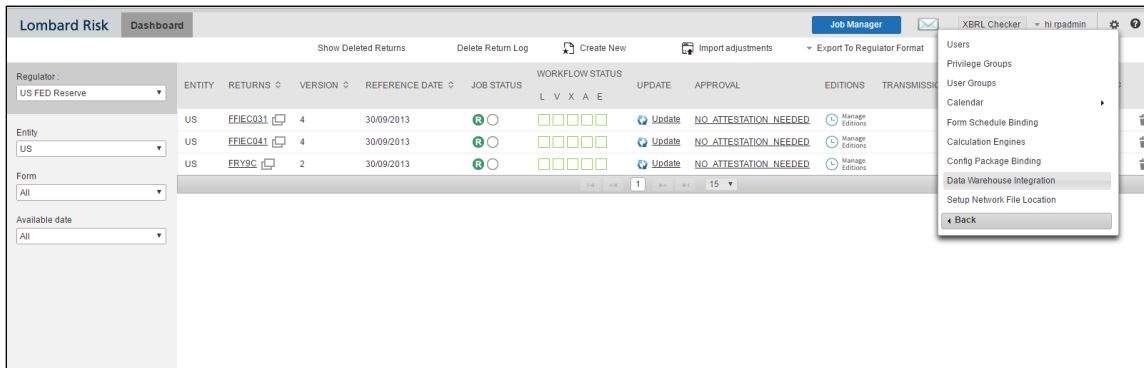 Lombard Risk Dashboard Job Manager XBRL Checker hi rpadmin
Show Deleted Returns Delete Return Log Create New Import adjustments Export To Regulator Format
Regulator :
US FED Reserve
Entity
US
Form
All
Available date
All
ENTITY RETURNS VERSION REFERENCE DATE JOB STATUS WORKFLOW STATUS UPDATE APPROVAL EDITIONS
L V X A E
US FFIEC031 4 30/09/2013 R Update NO_ATTESTATION_NEEDED Manage Editions
US FFIEC041 4 30/09/2013 R Update NO_ATTESTATION_NEEDED Manage Editions
US FRY9C 2 30/09/2013 R Update NO_ATTESTATION_NEEDED Manage Editions
1 15
Users
Privilege Groups
User Groups
Calendar
Form Schedule Binding
Calculation Engines
Config Package Binding
Data Warehouse Integration
Setup Network File Location
Back